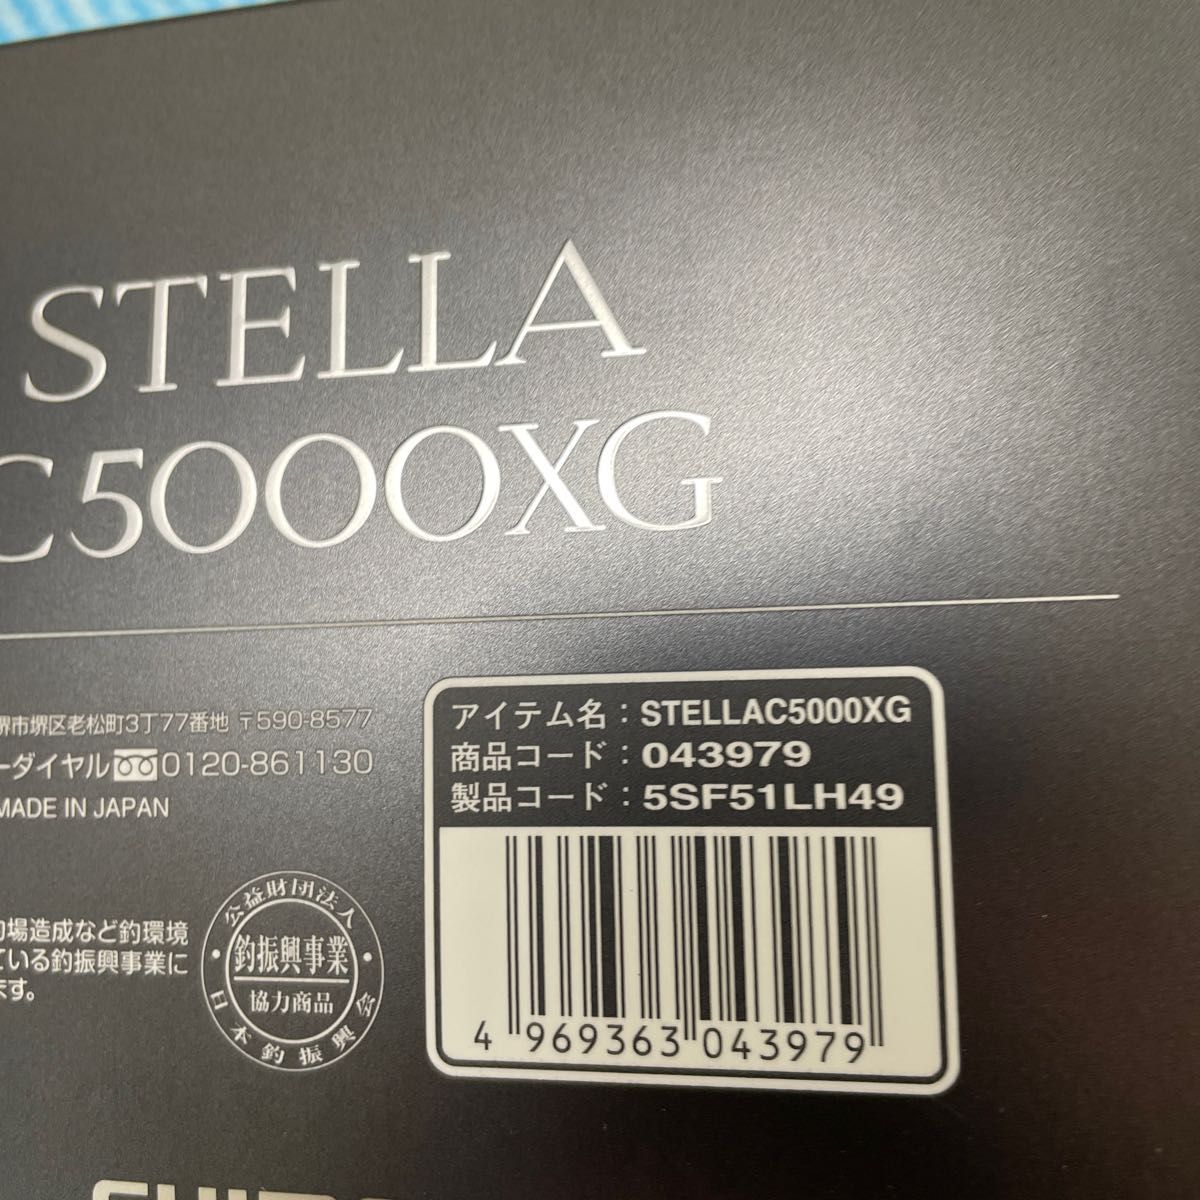 STELLA
C5000XG
堺市堺区老松町3丁77番地 〒590-8577
ーダイヤル 0120-861130
MADE IN JAPAN
場造成など釣環境
ている釣振興事業に
ます。
公益財団法人
釣振興事業
協力商品
日本釣振興会
アイテム名：STELLAC5000XG
商品コード：043979
製品コード：5SF51LH49
4 969363 043979